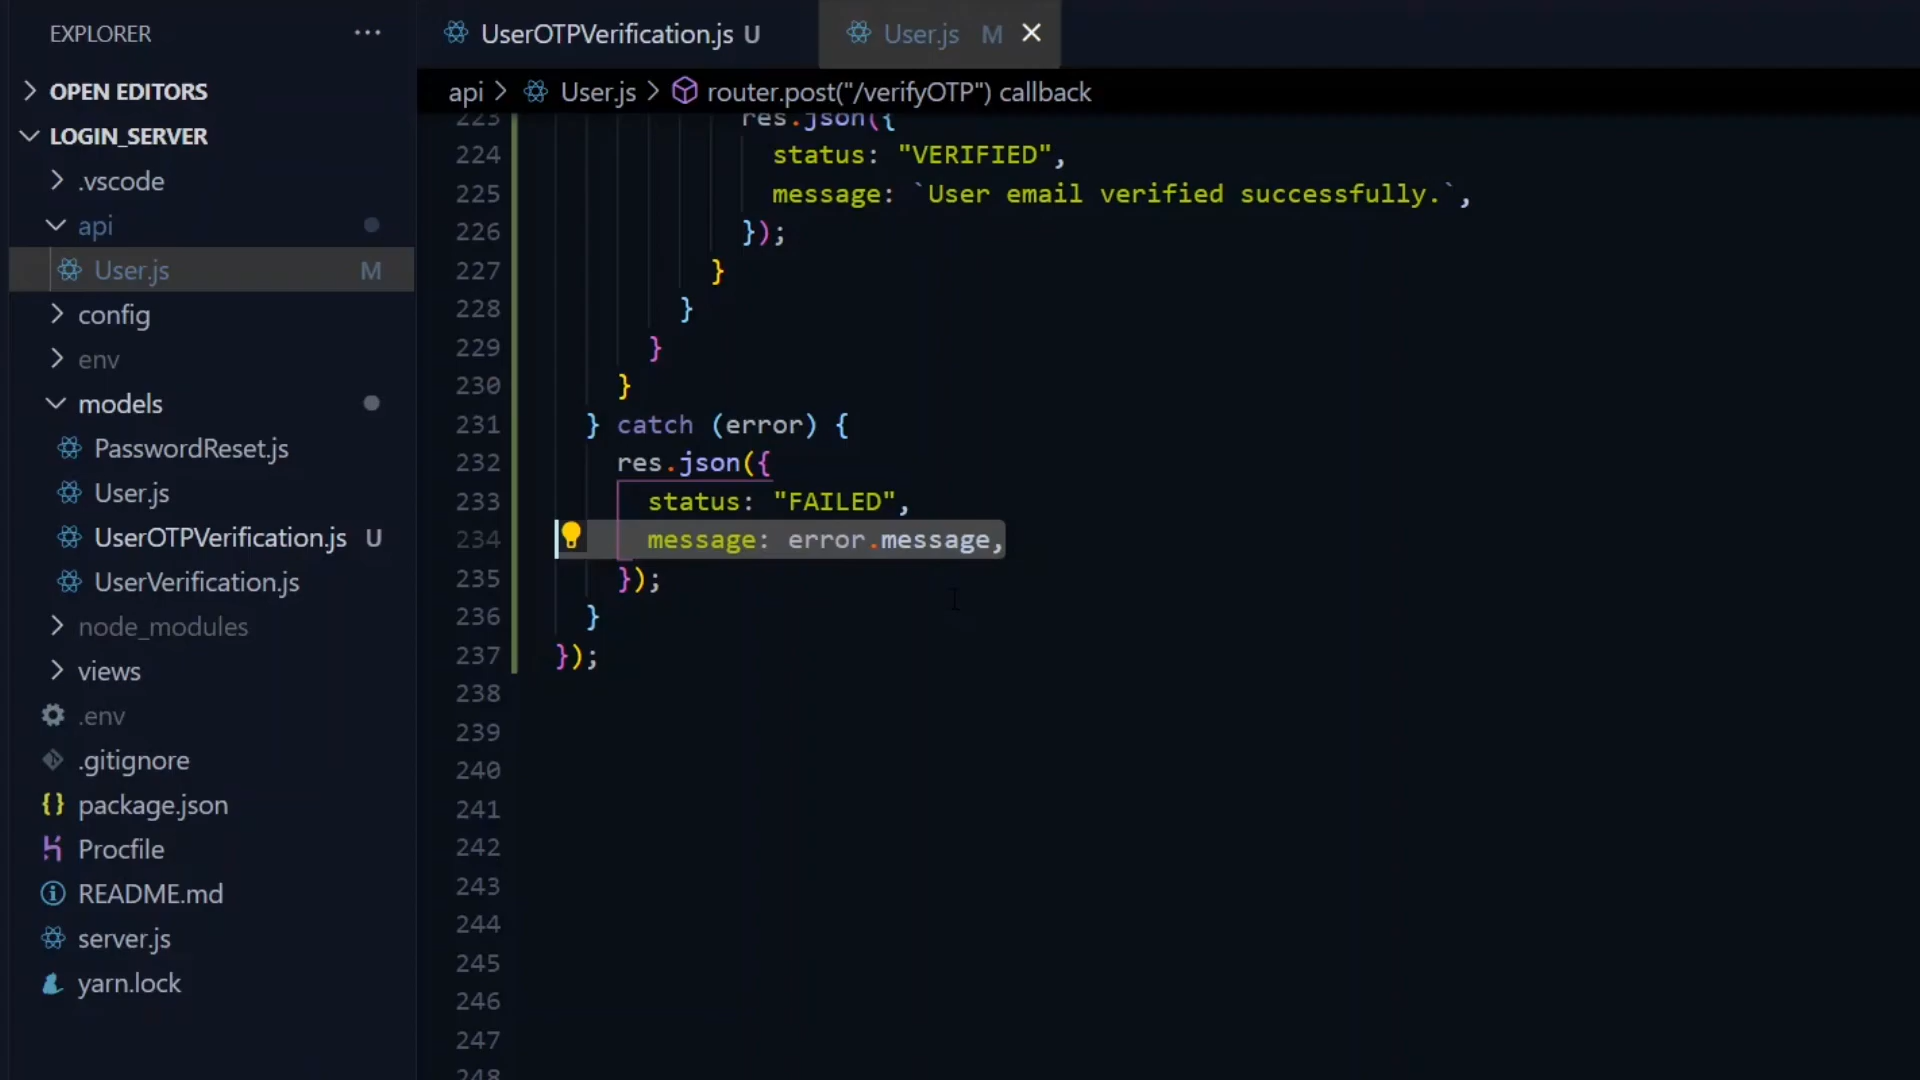 EXPLORER
OPEN EDITORS
LOGIN_SERVER
.vscode
api
User.js M
config
env
models
PasswordReset.js
User.js
UserOTPVerification.js U
UserVerification.js
node_modules
views
.env
.gitignore
package.json
Procfile
README.md
server.js
yarn.lock
UserOTPVerification.js U
User.js M
api > User.js > router.post("/verifyOTP") callback
223 res.json({
224 status: "VERIFIED",
225 message: `User email verified successfully.`,
226 });
227 }
228 }
229 }
230 }
231 } catch (error) {
232 res.json({
233 status: "FAILED",
234 message: error.message,
235 });
236 }
237 });
238
239
240
241
242
243
244
245
246
247
248